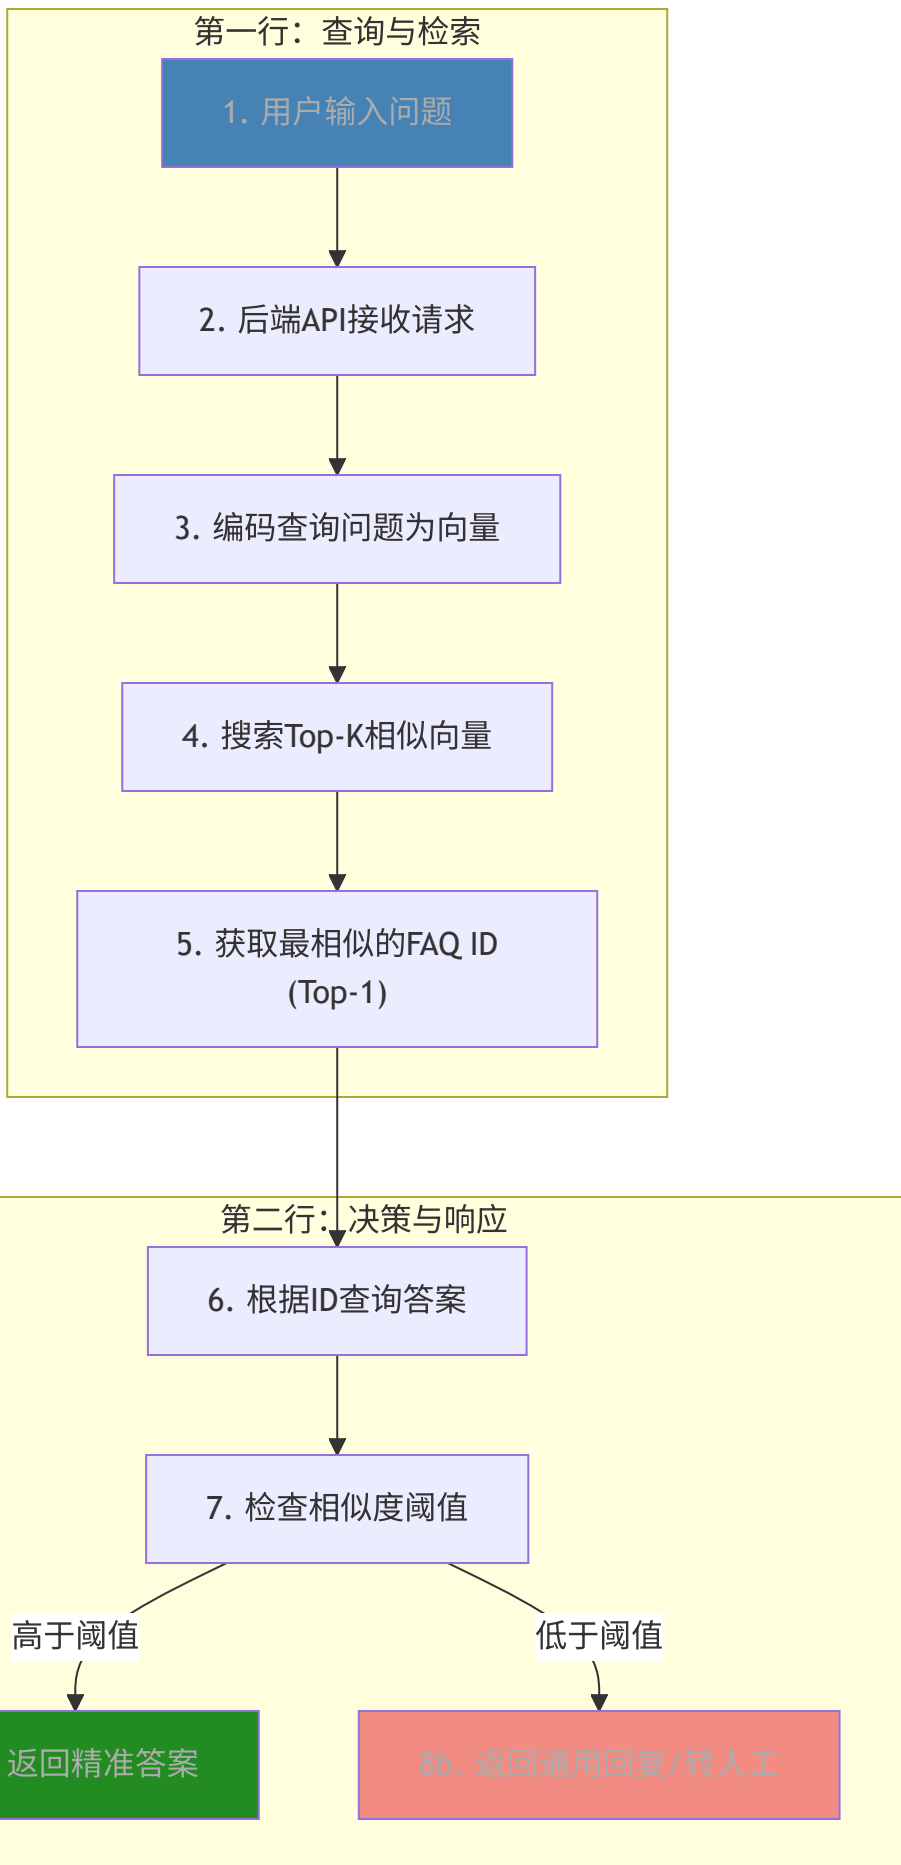 第一行：查询与检索
1. 用户输入问题
2. 后端API接收请求
3. 编码查询问题为向量
4. 搜索Top-K相似向量
5. 获取最相似的FAQ ID
(Top-1)
第二行：决策与响应
6. 根据ID查询答案
7. 检查相似度阈值
高于阈值
低于阈值
返回精准答案
8b. 返回通用回复/转人工